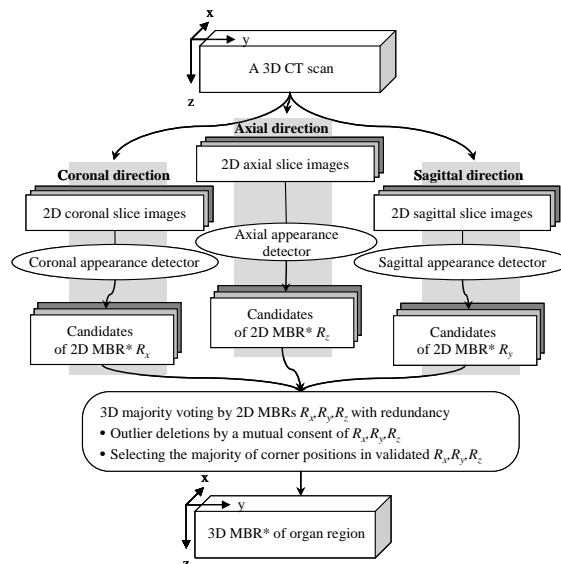 x
y
z
A 3D CT scan
Axial direction
2D axial slice images
Coronal direction
2D coronal slice images
Sagittal direction
2D sagittal slice images
Axial appearance
detector
Coronal appearance detector
Sagittal appearance detector
Candidates
of 2D MBR* Rx
Candidates
of 2D MBR* Rz
Candidates
of 2D MBR* Ry
3D majority voting by 2D MBRs Rx,Ry,Rz with redundancy
• Outlier deletions by a mutual consent of Rx,Ry,Rz
• Selecting the majority of corner positions in validated Rx,Ry,Rz
x
y
z
3D MBR* of organ region